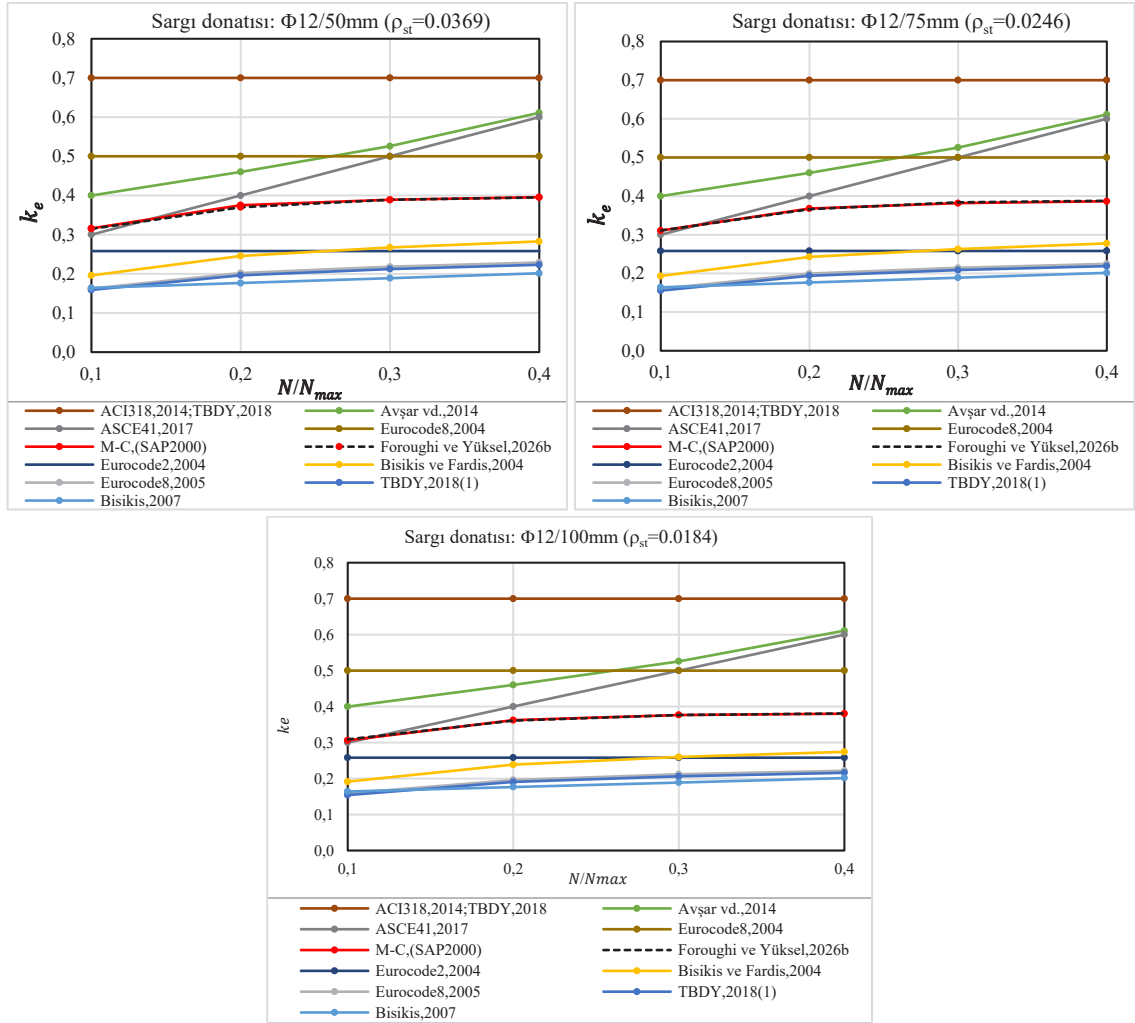 Sargı donatısı: Φ12/50mm (ρst=0.0369)
0,8
0,7
0,6
0,5
0,4
0,3
0,2
0,1
0,0
ke
0,1 0,2 0,3 0,4
N/Nmax
ACI318,2014;TBDY,2018 Avşar vd.,2014
ASCE41,2017 Eurocode8,2004
M-C,(SAP2000) Foroughi ve Yüksel,2026b
Eurocode2,2004 Bisikis ve Fardis,2004
Eurocode8,2005 TBDY,2018(1)
Bisikis,2007
Sargı donatısı: Φ12/75mm (ρst=0.0246)
0,8
0,7
0,6
0,5
0,4
0,3
0,2
0,1
0,0
ke
0,1 0,2 0,3 0,4
N/Nmax
ACI318,2014;TBDY,2018 Avşar vd.,2014
ASCE41,2017 Eurocode8,2004
M-C,(SAP2000) Foroughi ve Yüksel,2026b
Eurocode2,2004 Bisikis ve Fardis,2004
Eurocode8,2005 TBDY,2018(1)
Bisikis,2007
Sargı donatısı: Φ12/100mm (ρst=0.0184)
0,8
0,7
0,6
0,5
0,4
0,3
0,2
0,1
0,0
ke
0,1 0,2 0,3 0,4
N/Nmax
ACI318,2014;TBDY,2018 Avşar vd.,2014
ASCE41,2017 Eurocode8,2004
M-C,(SAP2000) Foroughi ve Yüksel,2026b
Eurocode2,2004 Bisikis ve Fardis,2004
Eurocode8,2005 TBDY,2018(1)
Bisikis,2007